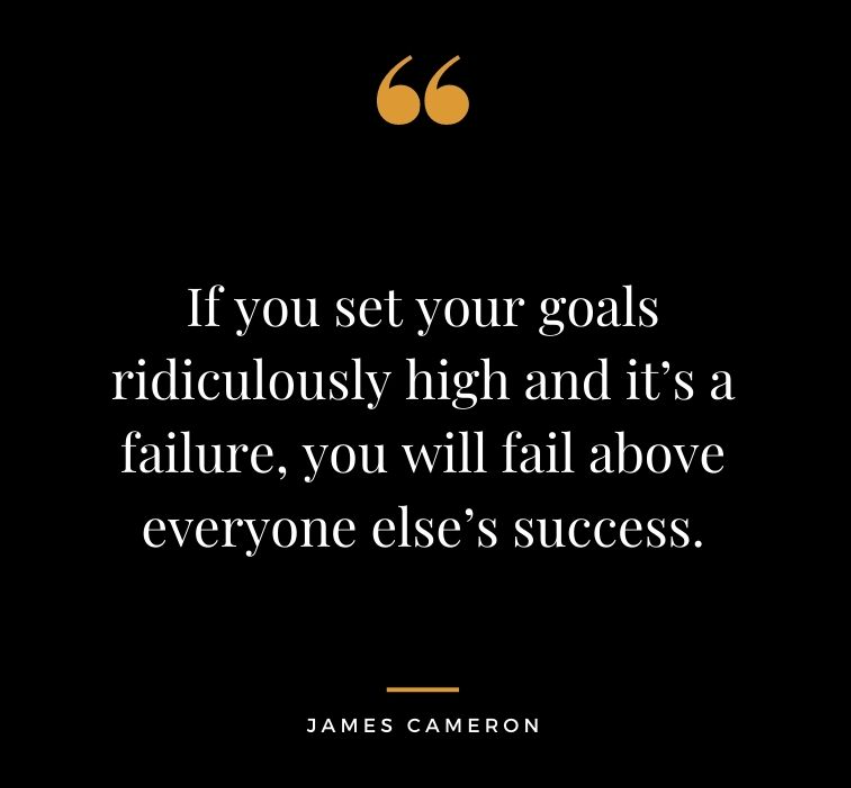 “
If you set your goals
ridiculously high and it’s a
failure, you will fail above
everyone else’s success.
JAMES CAMERON